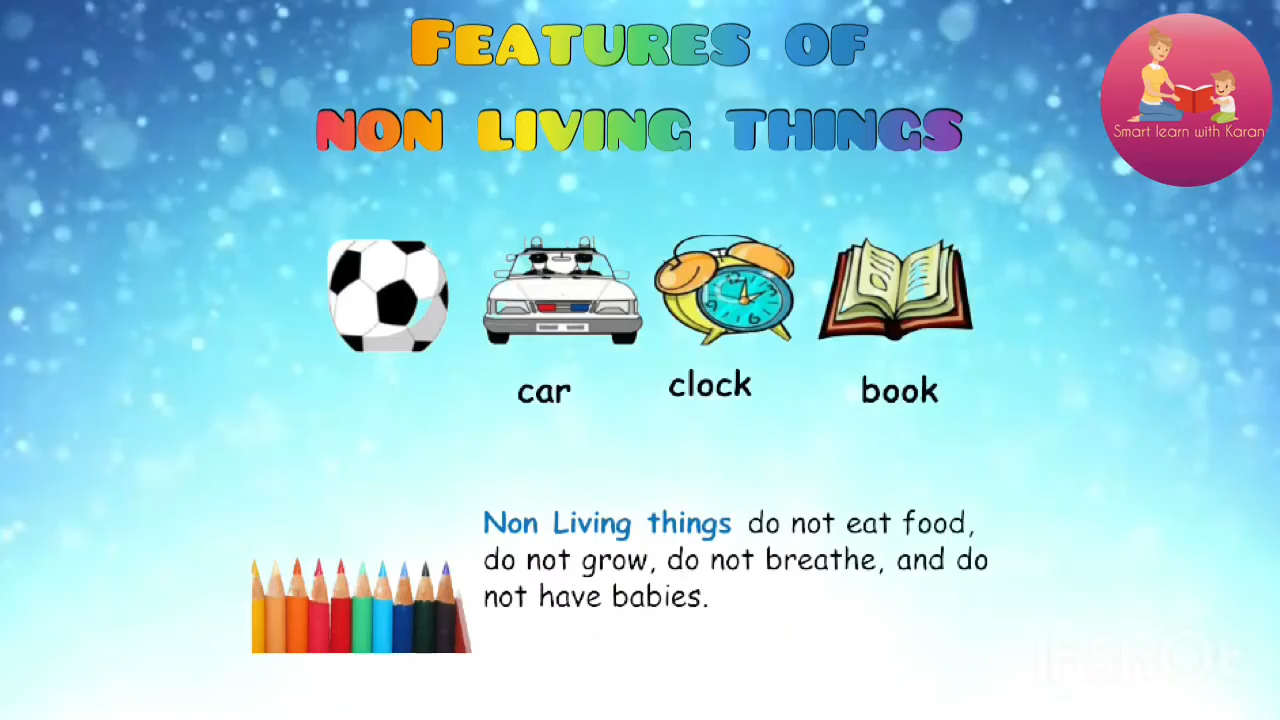 FEATURES OF
NON LIVING THINGS
Smart learn with Karan
car
clock
book
Non Living things do not eat food,
do not grow, do not breathe, and do
not have babies.